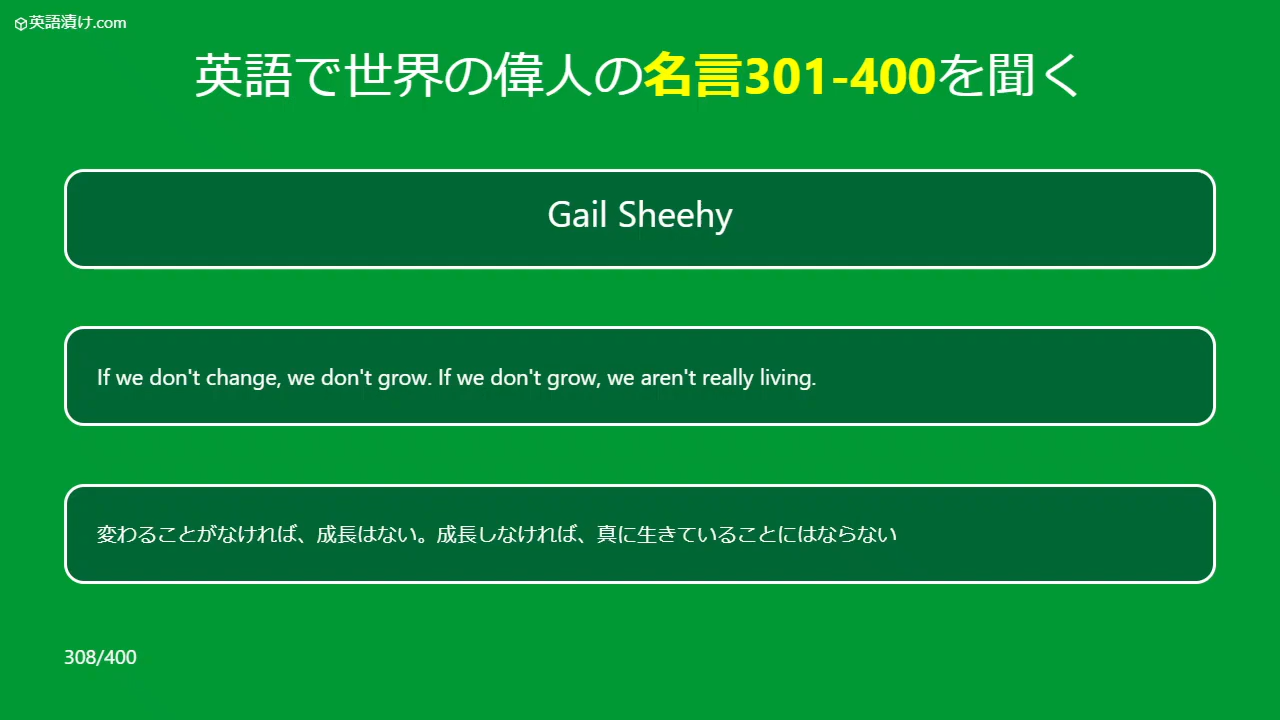 英語漬け.com
英語で世界の偉人の名言301-400を聞く
Gail Sheehy
If we don't change, we don't grow. If we don't grow, we aren't really living.
変わることがなければ、成長はない。成長しなければ、真に生きていることにはならない
308/400